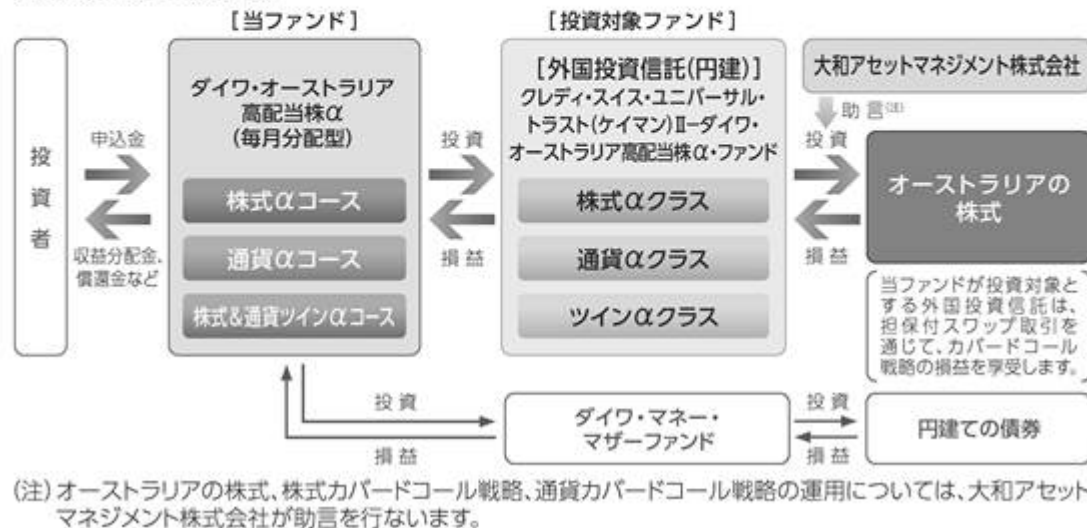 [当ファンド]
[投資対象ファンド]
投資者
申込金
収益分配金、
償還金など
ダイワ・オーストラリア
高配当株α
(毎月分配型)
株式αコース
通貨αコース
株式&通貨ツインαコース
投資
損益
[外国投資信託(円建)]
クレディ・スイス・ユニバーサル・
トラスト(ケイマン)Ⅱ-ダイワ・
オーストラリア高配当株α・ファンド
株式αクラス
通貨αクラス
ツインαクラス
大和アセットマネジメント株式会社
助言(注)
投資
損益
オーストラリアの
株式
当ファンドが投資対象と
する外国投資信託は、
担保付スワップ取引を
通じて、カバードコール
戦略の損益を享受します。
投資
損益
ダイワ・マネー・
マザーファンド
投資
損益
円建ての債券
(注)オーストラリアの株式、株式カバードコール戦略、通貨カバードコール戦略の運用については、大和アセット
マネジメント株式会社が助言を行ないます。